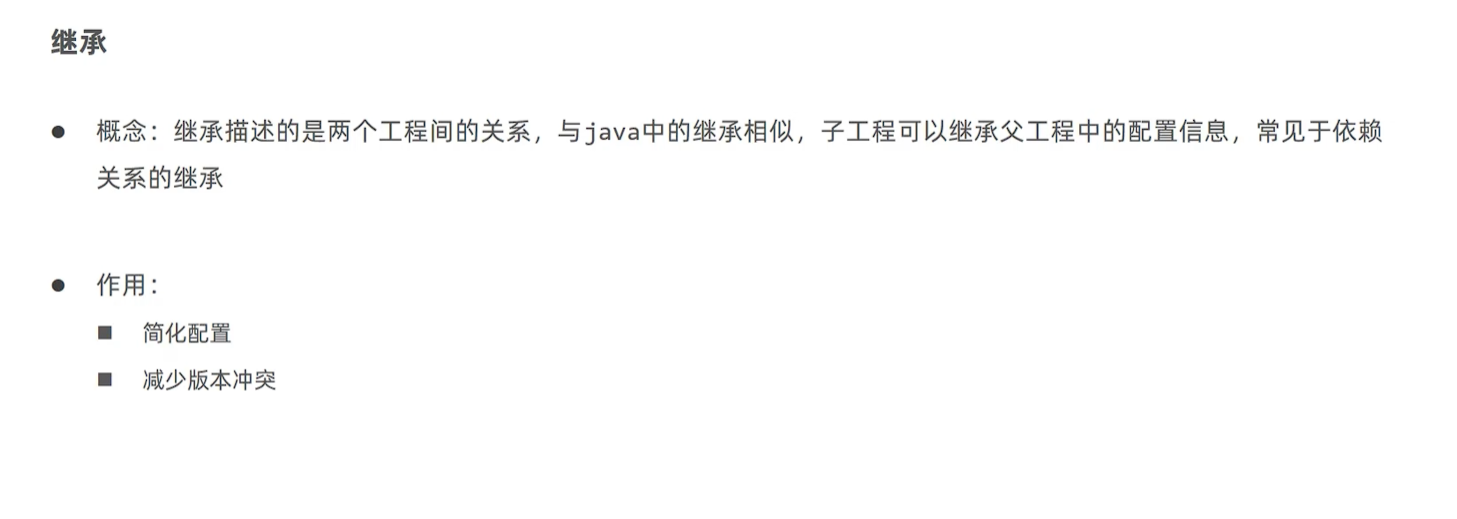 继承
概念：继承描述的是两个工程间的关系，与java中的继承相似，子工程可以继承父工程中的配置信息，常见于依赖
关系的继承
作用：
简化配置
减少版本冲突